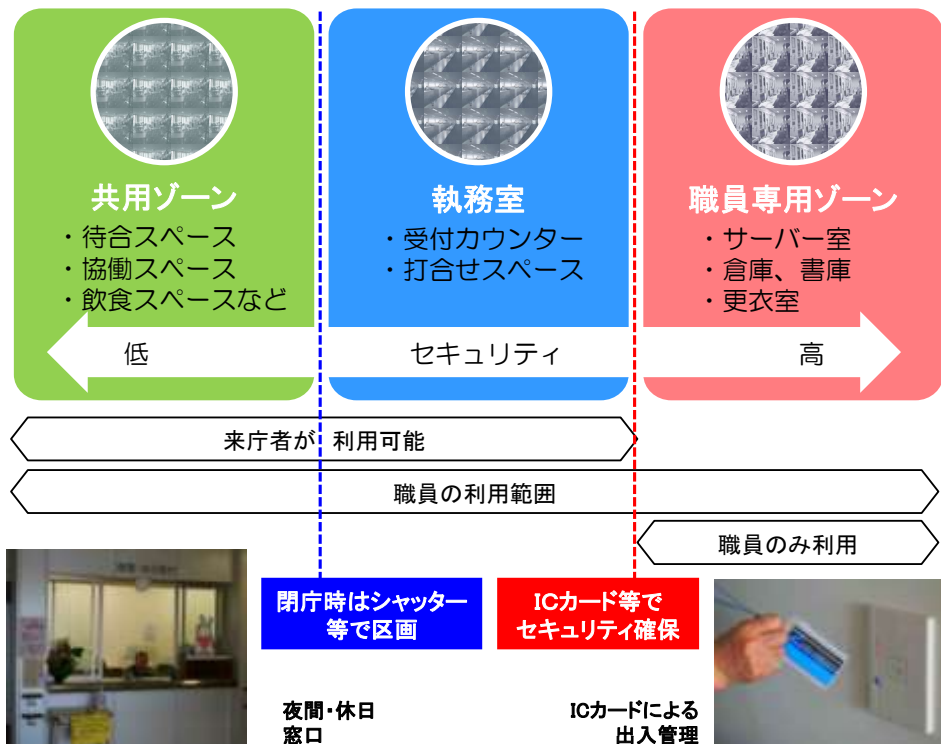 共用ゾーン
・待合スペース
・協働スペース
・飲食スペースなど
執務室
・受付カウンター
・打合せスペース
職員専用ゾーン
・サーバー室
・倉庫、書庫
・更衣室
低
セキュリティ
高
来庁者が 利用可能
職員の利用範囲
職員のみ利用
閉庁時はシャッター
等で区画
ICカード等で
セキュリティ確保
夜間・休日
窓口
ICカードによる
出入管理